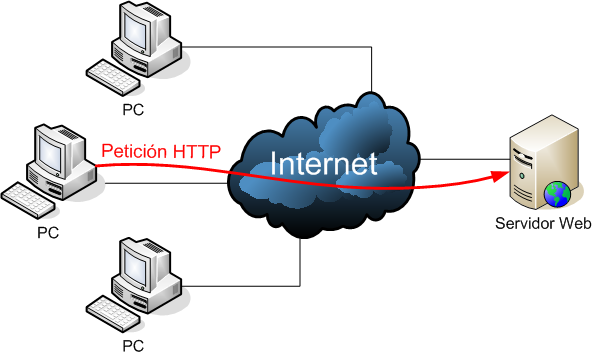 PC
Petición HTTP
Internet
PC
Servidor Web
PC